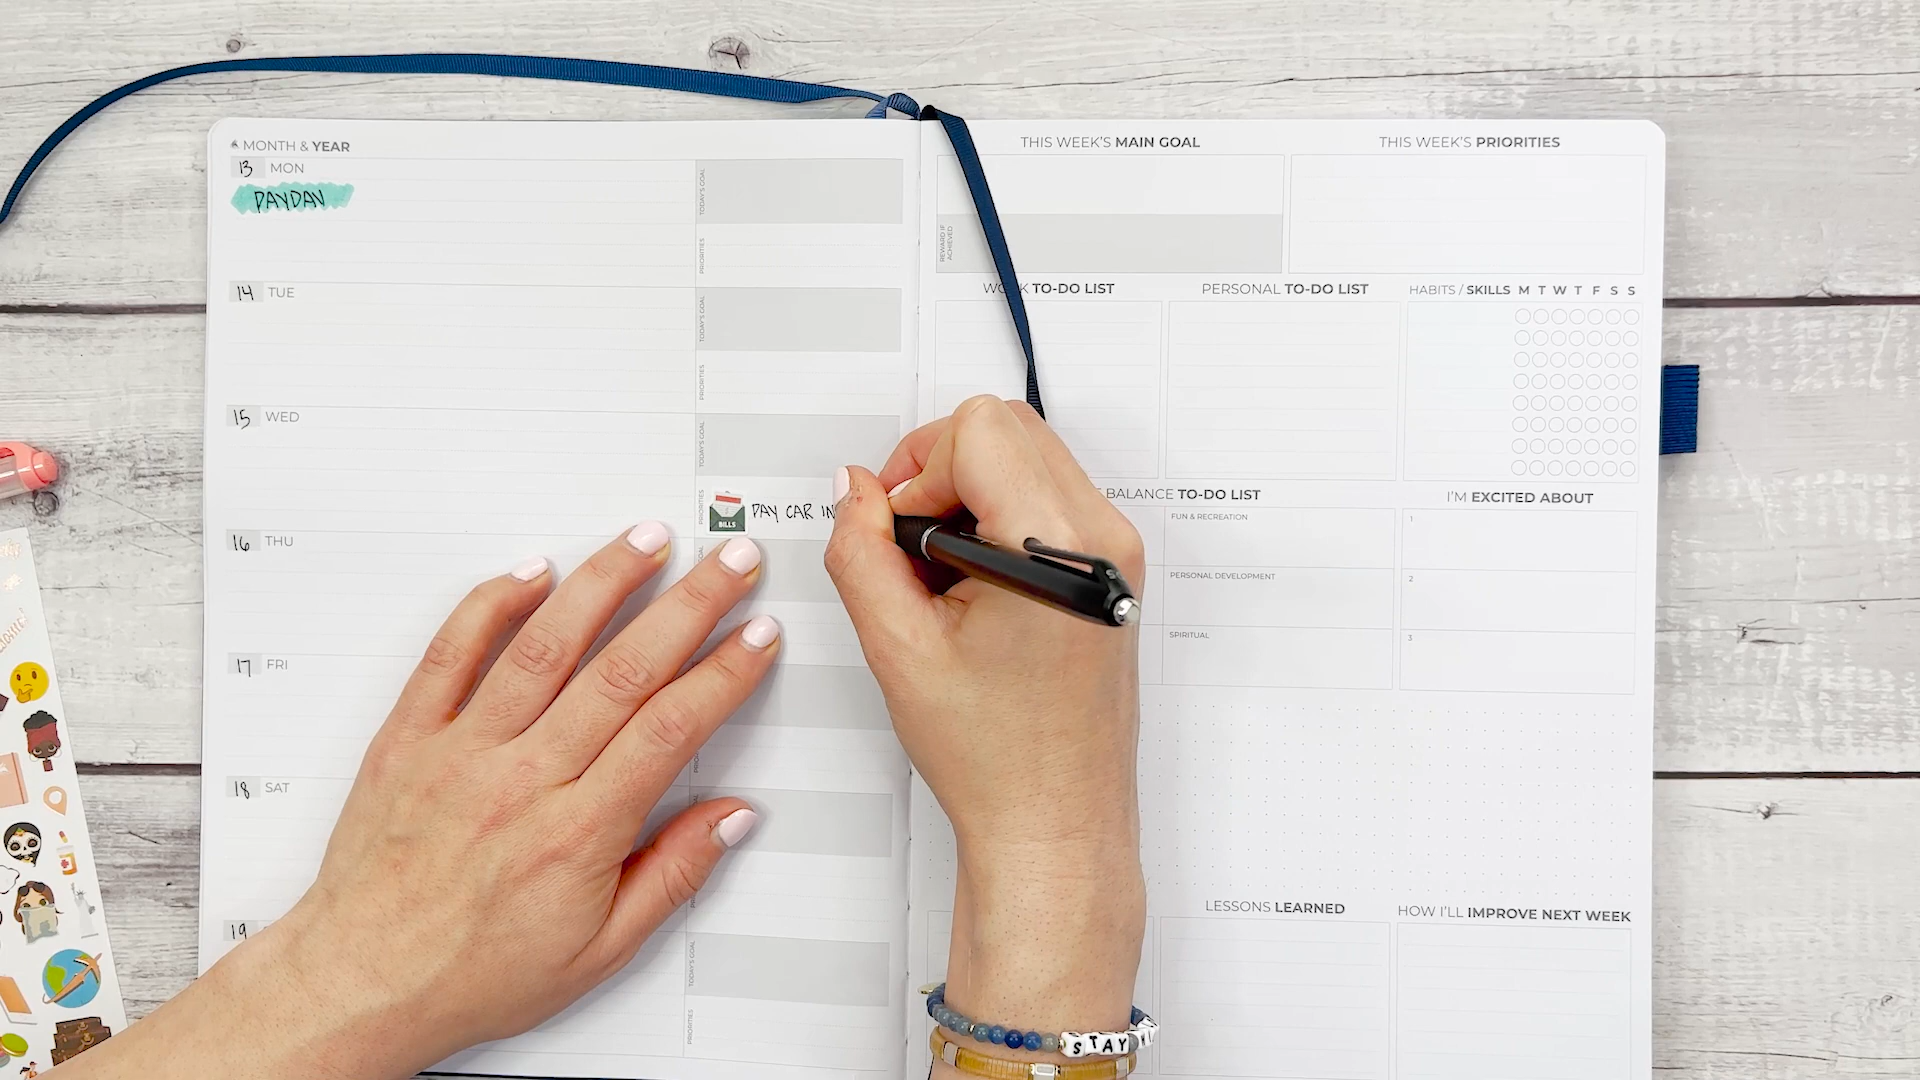 MONTH & YEAR
13 MON
PAYDAY
TODAY'S GOAL
PRIORITIES
14 TUE
TODAY'S GOAL
PRIORITIES
15 WED
TODAY'S GOAL
PRIORITIES
BILLS
PAY CAR IN
16 THU
GOAL
17 FRI
18 SAT
19
TODAY'S GOAL
PRIORITIES
THIS WEEK'S MAIN GOAL
REWARD IF
ACHIEVED
THIS WEEK'S PRIORITIES
TO-DO LIST
PERSONAL TO-DO LIST
HABITS / SKILLS M T W T F S S
BALANCE TO-DO LIST
FUN & RECREATION
PERSONAL DEVELOPMENT
SPIRITUAL
I'M EXCITED ABOUT
1
2
3
LESSONS LEARNED
HOW I'LL IMPROVE NEXT WEEK
STAY